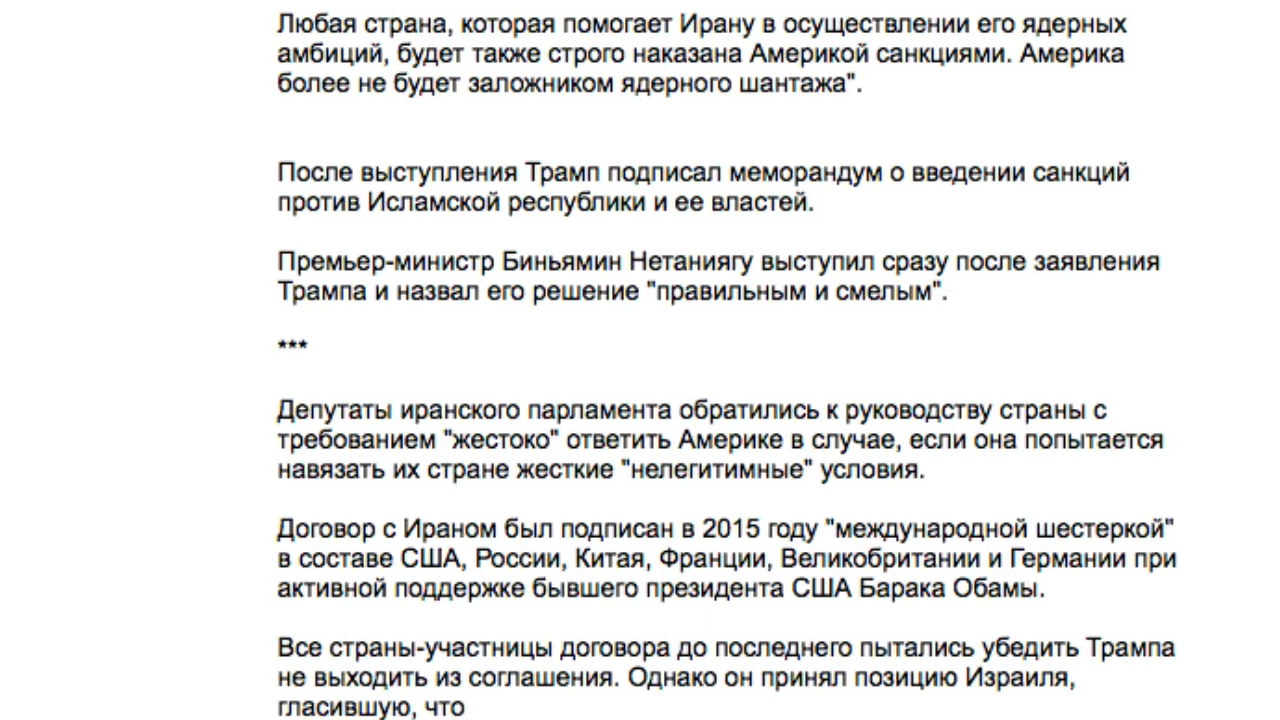 Любая страна, которая помогает Ирану в осуществлении его ядерных
амбиций, будет также строго наказана Америкой санкциями. Америка
более не будет заложником ядерного шантажа".
После выступления Трамп подписал меморандум о введении санкций
против Исламской республики и ее властей.
Премьер-министр Биньямин Нетаниягу выступил сразу после заявления
Трампа и назвал его решение "правильным и смелым".
***
Депутаты иранского парламента обратились к руководству страны с
требованием "жестоко" ответить Америке в случае, если она попытается
навязать их стране жесткие "нелегитимные" условия.
Договор с Ираном был подписан в 2015 году "международной шестеркой"
в составе США, России, Китая, Франции, Великобритании и Германии при
активной поддержке бывшего президента США Барака Обамы.
Все страны-участницы договора до последнего пытались убедить Трампа
не выходить из соглашения. Однако он принял позицию Израиля,
гласившую, что